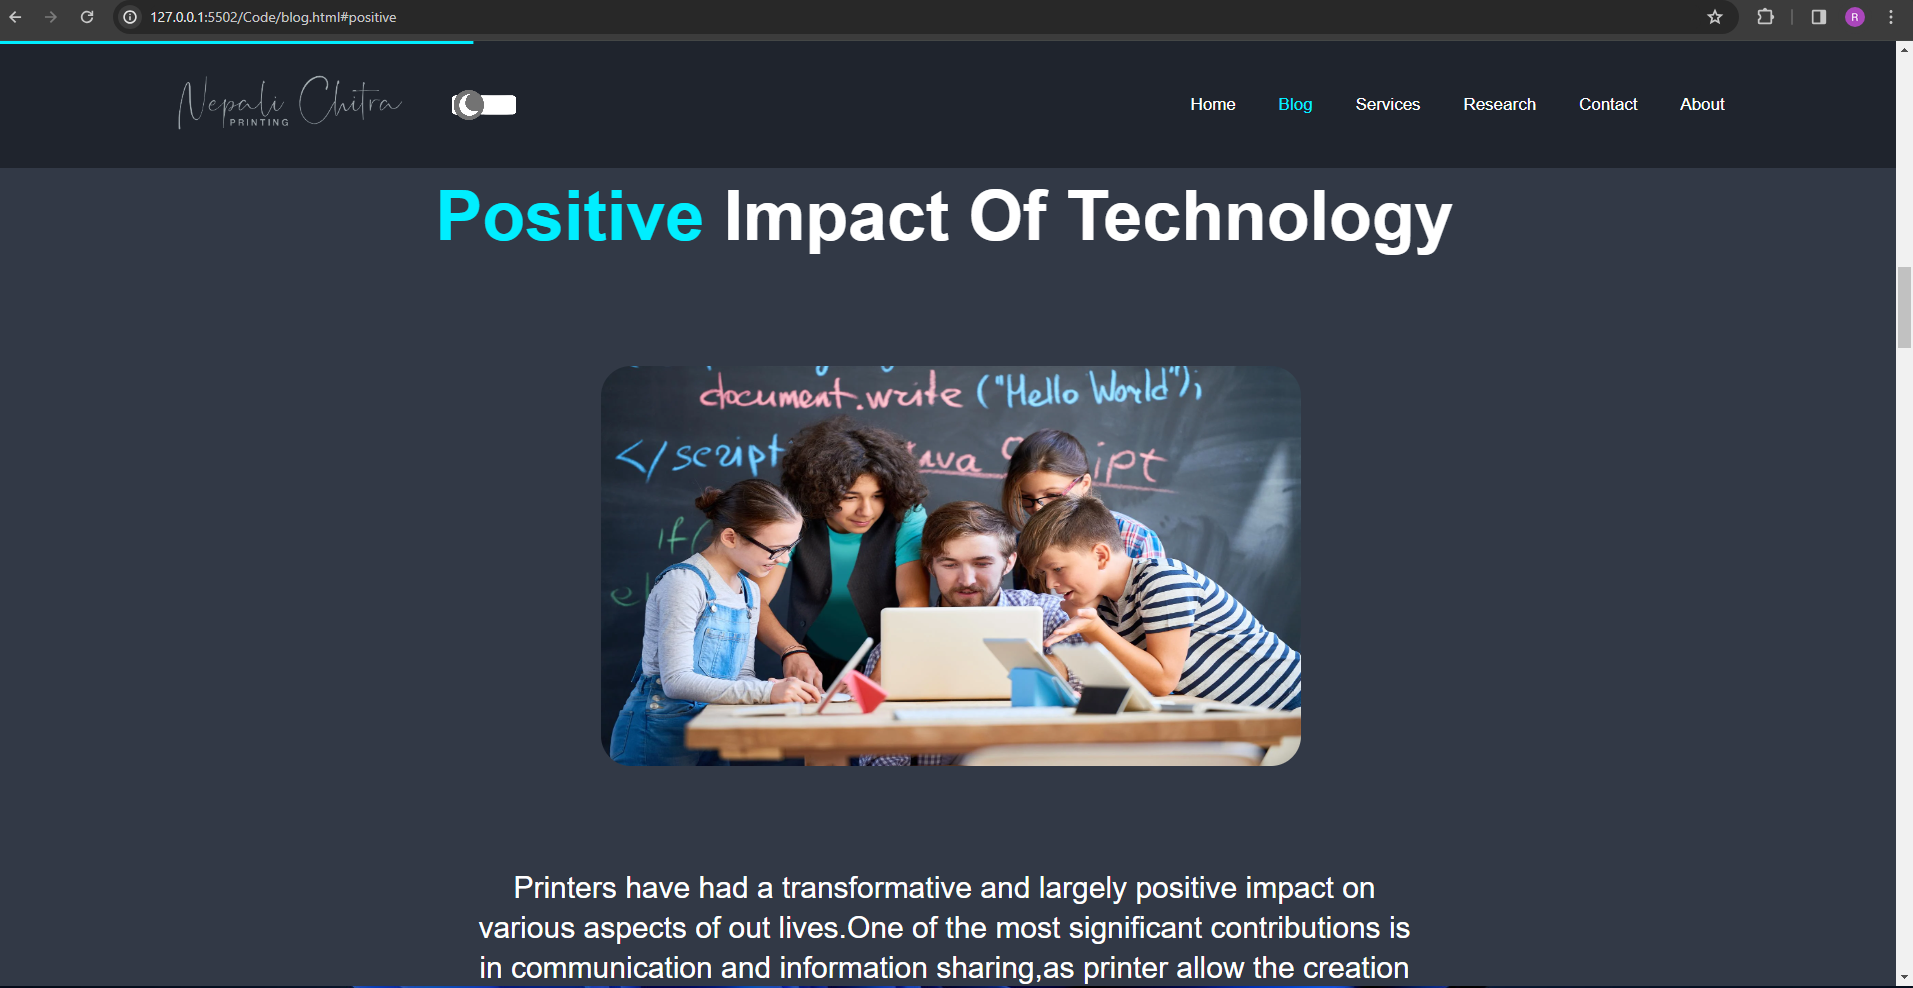 127.0.0.1:5502/Code/blog.html#positive
R
Nepali Chitra
PRINTING
Home Blog Services Research Contact About
Positive Impact Of Technology
document.write ("Hello World");
</script
ava Script
if(
el
Printers have had a transformative and largely positive impact on
various aspects of out lives.One of the most significant contributions is
in communication and information sharing,as printer allow the creation